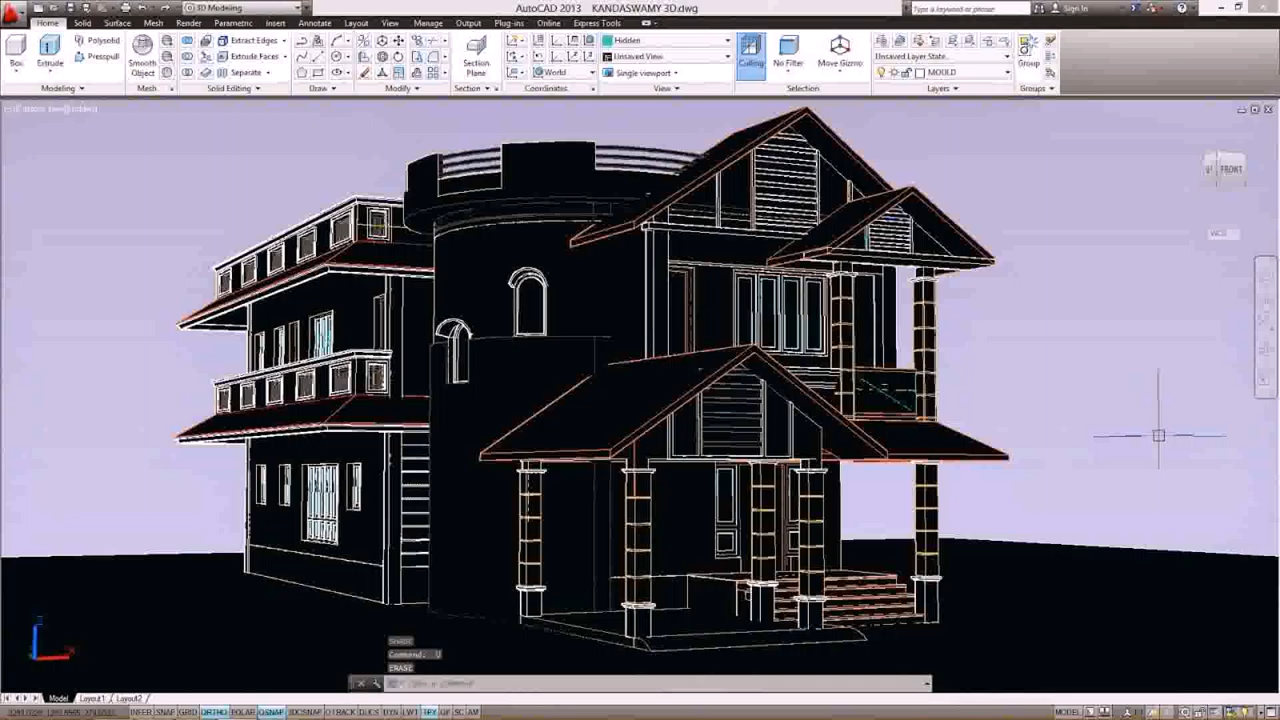 3D Modeling
AutoCAD 2013 KANDASWAMY 3D.dwg
Type a keyword or phrase
Sign In
Home Solid Surface Mesh Render Parametric Insert Annotate Layout View Manage Output Plug-ins Online Express Tools
Box
Extrude
Polysolid
Presspull
Smooth Object
Extract Edges
Extrude Faces
Separate
Section Plane
World
Hidden
Unsaved View
Single viewport
Culling
No Filter
Move Gizmo
Unsaved Layer State
MOULD
Group
Modeling Mesh Solid Editing Draw Modify Section Coordinates View Selection Layers Groups
FRONT
Command: U
ERASE
Model Layout1 Layout2
INFER SNAP GRID ORTHO POLAR OSNAP 3DOSNAP OTRACK DUCS DYN LWT TPY QP SC AM
MODEL